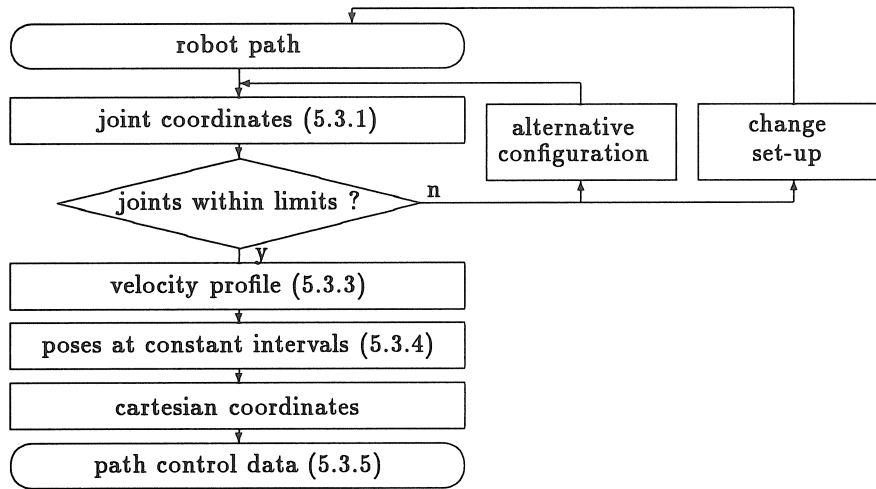 robot path
joint coordinates (5.3.1)
alternative
configuration
change
set-up
joints within limits ?
n
y
velocity profile (5.3.3)
poses at constant intervals (5.3.4)
cartesian coordinates
path control data (5.3.5)